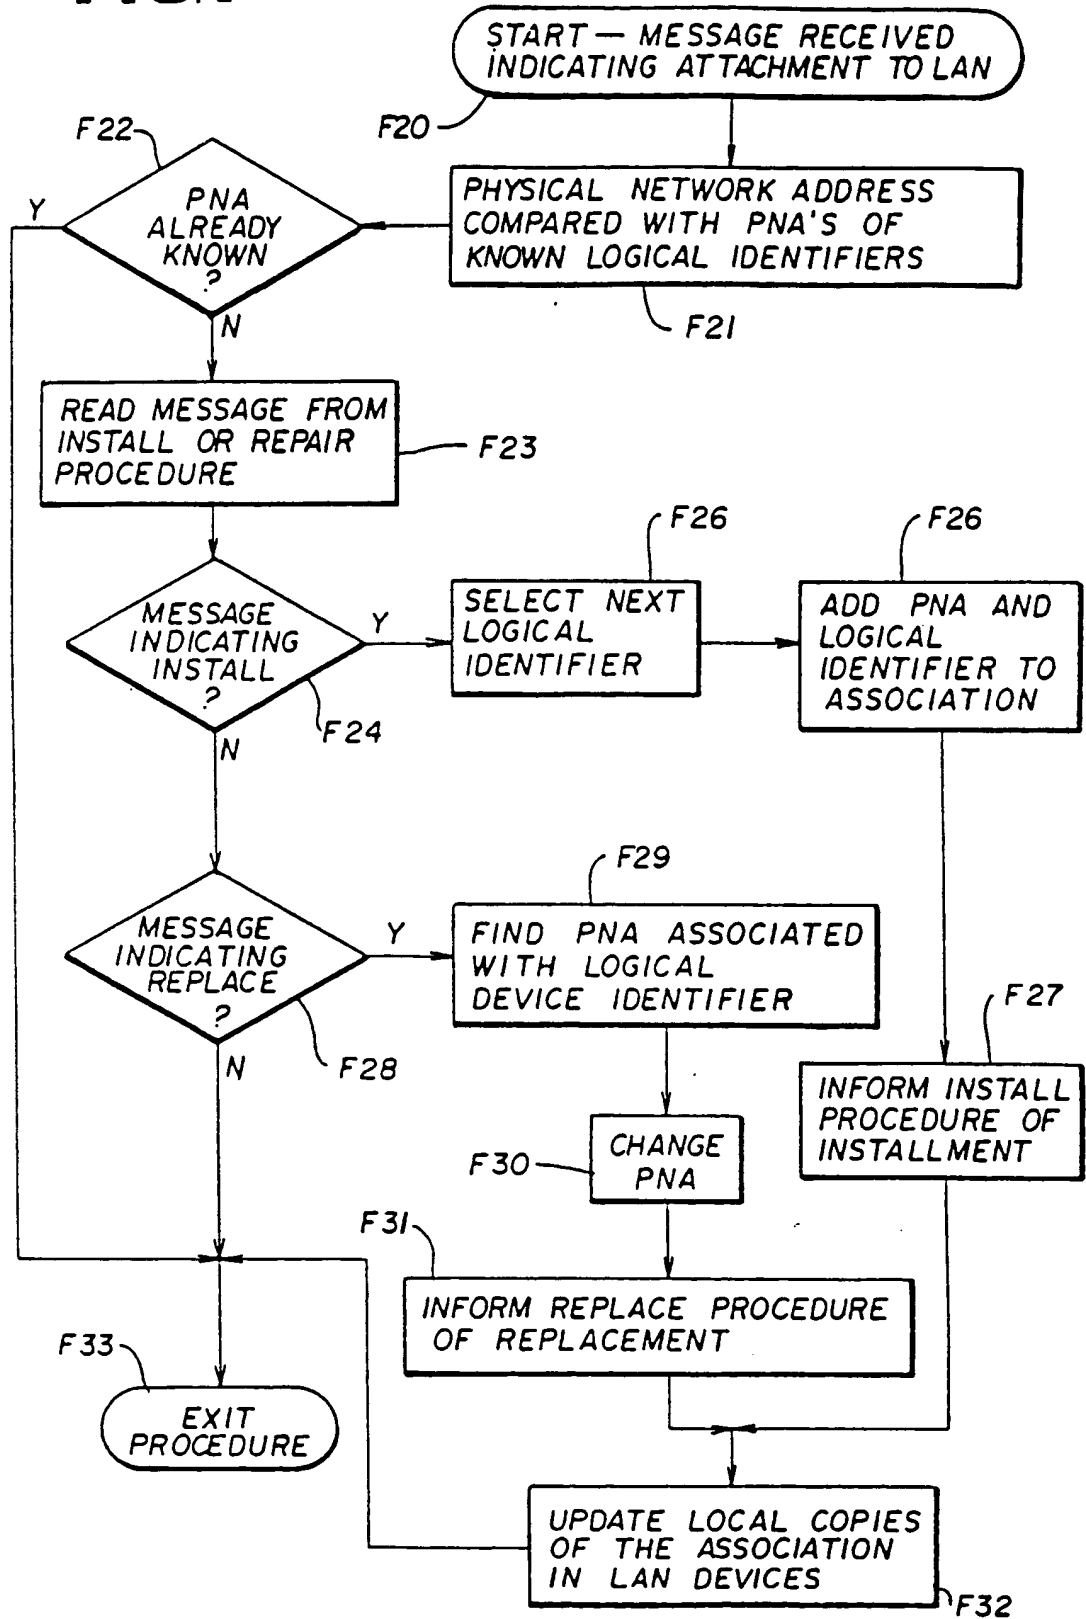 START — MESSAGE RECEIVED
INDICATING ATTACHMENT TO LAN
F20
F22
PHYSICAL NETWORK ADDRESS
COMPARED WITH PNA'S OF
KNOWN LOGICAL IDENTIFIERS
F21
PNA
ALREADY
KNOWN
?
Y
N
READ MESSAGE FROM
INSTALL OR REPAIR
PROCEDURE
F23
MESSAGE
INDICATING
INSTALL
?
Y
F24
N
F26
SELECT NEXT
LOGICAL
IDENTIFIER
F26
ADD PNA AND
LOGICAL
IDENTIFIER TO
ASSOCIATION
MESSAGE
INDICATING
REPLACE
?
Y
F28
N
F29
FIND PNA ASSOCIATED
WITH LOGICAL
DEVICE IDENTIFIER
F27
INFORM INSTALL
PROCEDURE OF
INSTALLMENT
F30
CHANGE
PNA
F31
INFORM REPLACE PROCEDURE
OF REPLACEMENT
F33
EXIT
PROCEDURE
UPDATE LOCAL COPIES
OF THE ASSOCIATION
IN LAN DEVICES
F32